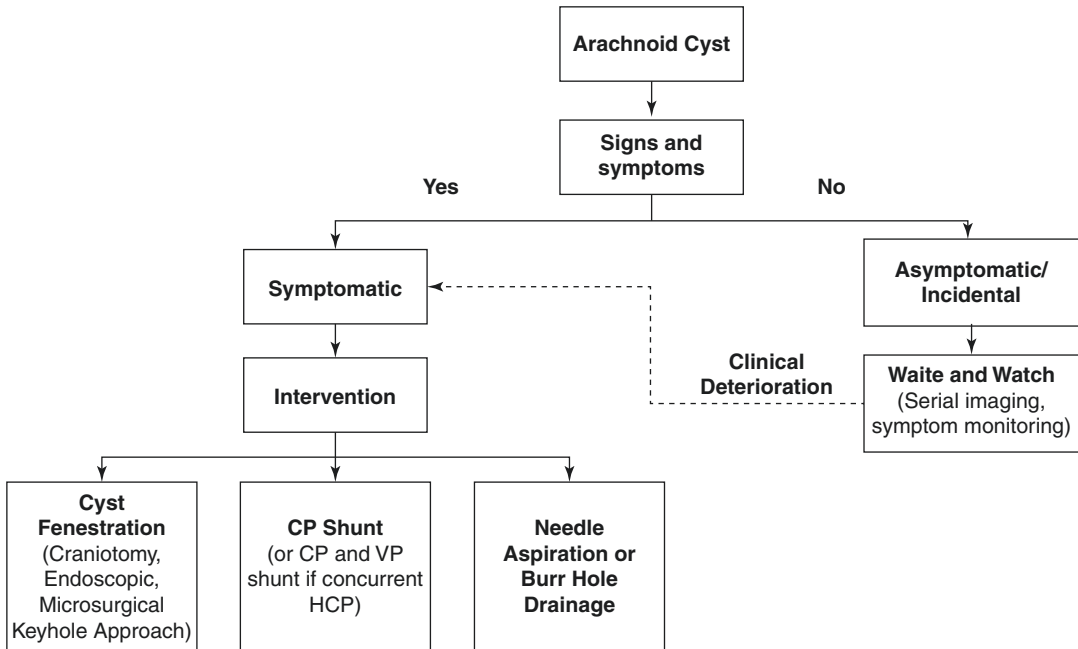 Arachnoid Cyst
Signs and
symptoms
Yes
No
Symptomatic
Asymptomatic/
Incidental
Intervention
Clinical
Deterioration
Waite and Watch
(Serial imaging,
symptom monitoring)
Cyst
Fenestration
(Craniotomy,
Endoscopic,
Microsurgical
Keyhole Approach)
CP Shunt
(or CP and VP
shunt if concurrent
HCP)
Needle
Aspiration or
Burr Hole
Drainage